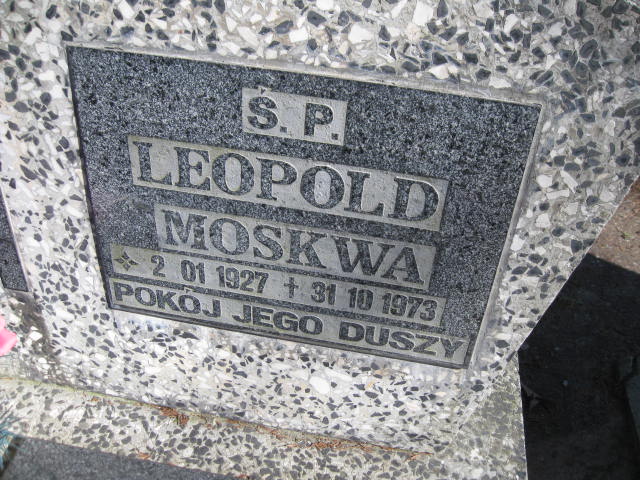 Ś. P.
LEOPOLD
MOSKWA
✧ 2 01 1927 ✝ 31 10 1973
POKÓJ JEGO DUSZY